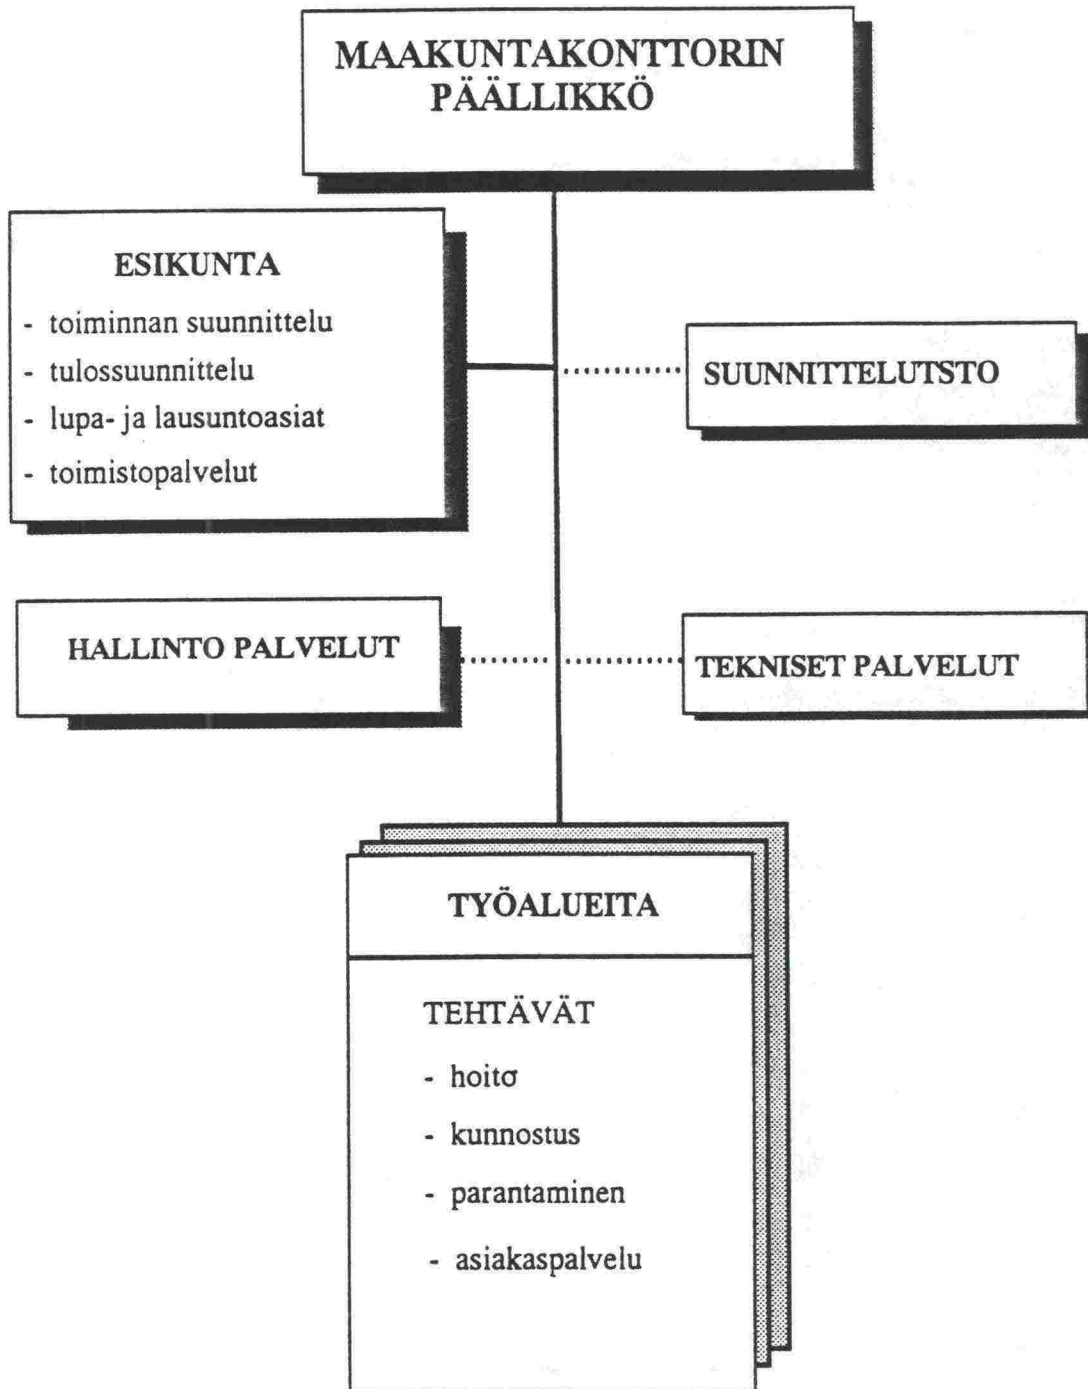 MAAKUNTAKONTTORIN
PÄÄLLIKKÖ
ESIKUNTA
- toiminnan suunnittelu
- tulossuunnittelu
- lupa- ja lausuntoasiat
- toimistopalvelut
SUUNNITTELUTSTO
HALLINTO PALVELUT
TEKNISET PALVELUT
TYÖALUEITA
TEHTÄVÄT
- hoito
- kunnostus
- parantaminen
- asiakaspalvelu